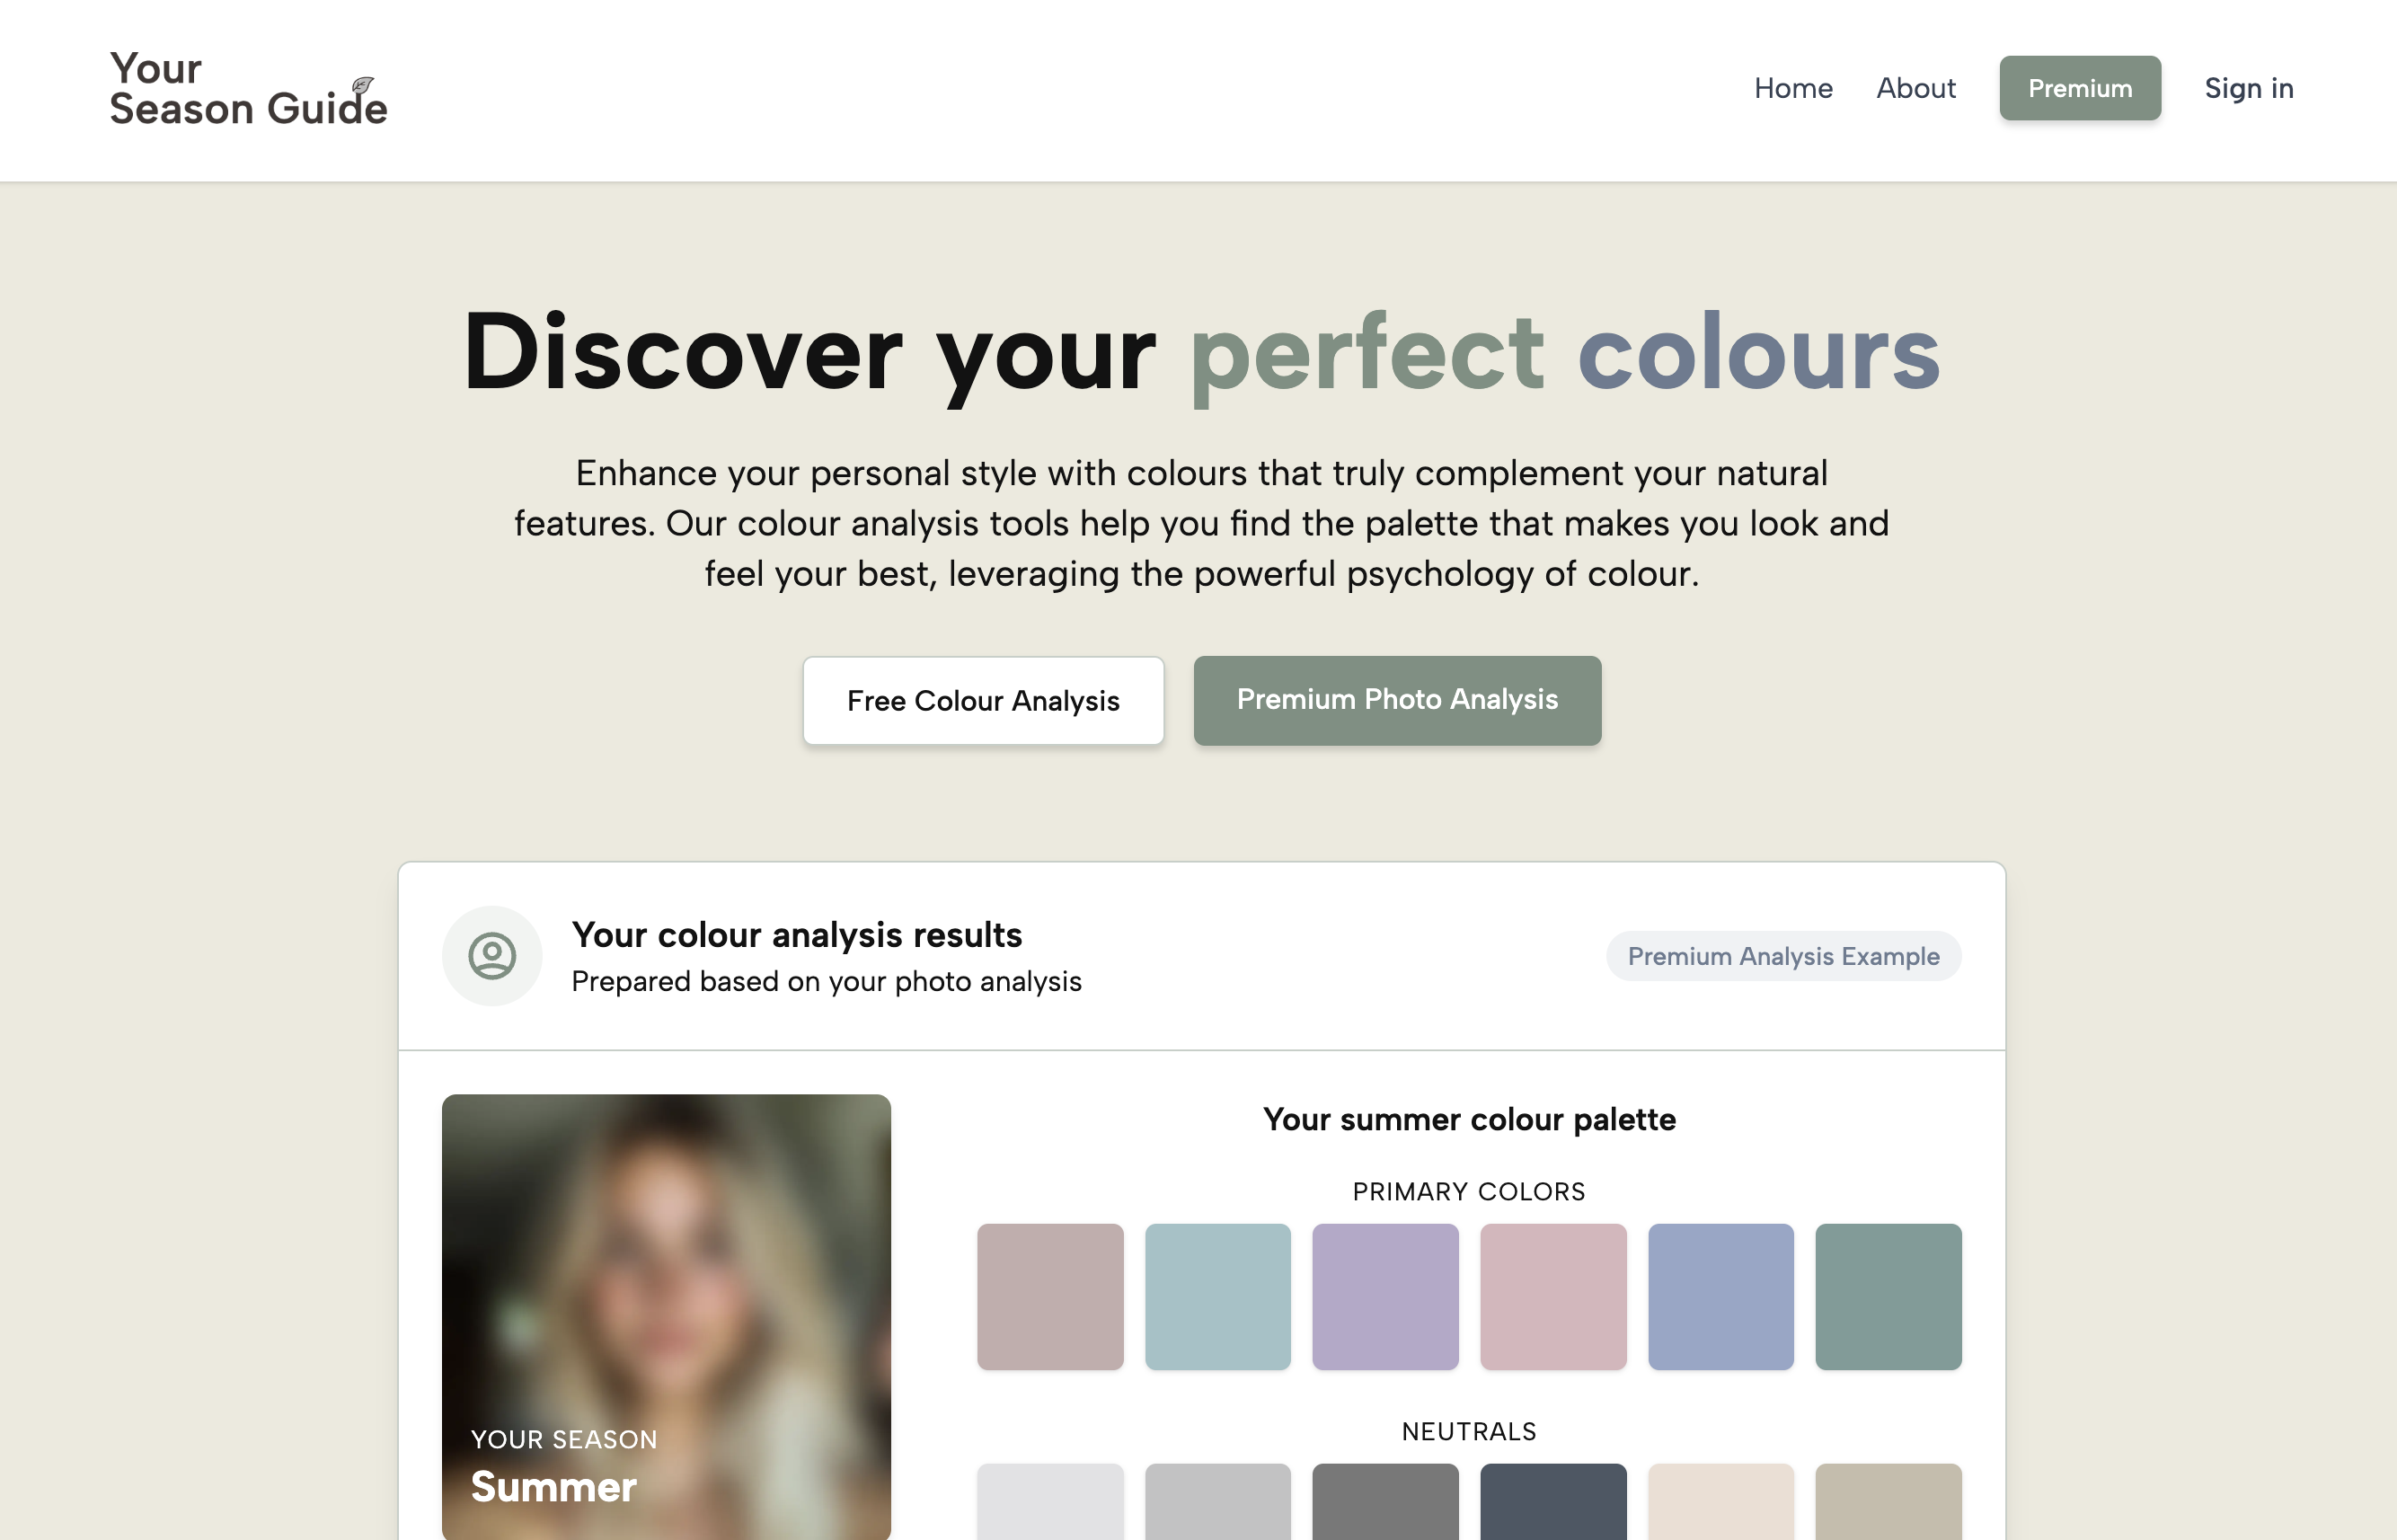 Your
Season Guide
Home
About
Premium
Sign in
Discover your perfect colours
Enhance your personal style with colours that truly complement your natural
features. Our colour analysis tools help you find the palette that makes you look and
feel your best, leveraging the powerful psychology of colour.
Free Colour Analysis
Premium Photo Analysis
Your colour analysis results
Prepared based on your photo analysis
Premium Analysis Example
YOUR SEASON
Summer
Your summer colour palette
PRIMARY COLORS
NEUTRALS